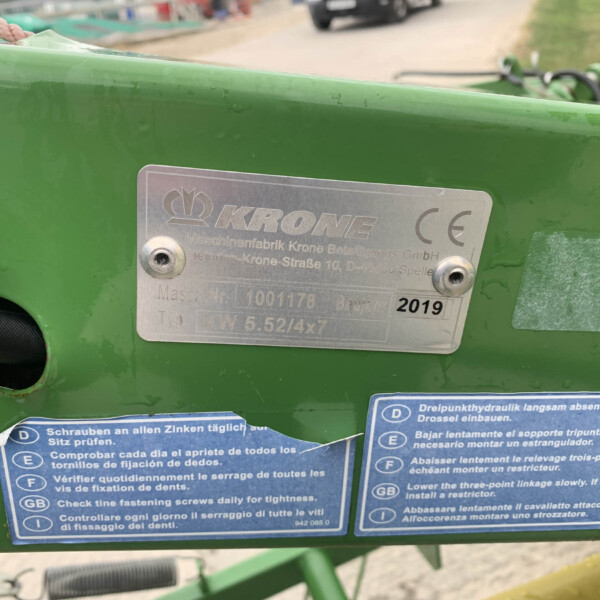 KRONE
CE
Maschinenfabrik Krone Beteiligungs GmbH
-Krone-Straße 10, Spelle
Masch. Nr. 1001178 Baujahr 2019
Typ KW 5.52/4x7
D Schrauben an allen Zinken täglich auf
Sitz prüfen.
E Comprobar cada dia el apriete de todos los
tornillos de fijación de dedos.
F Vérifier quotidiennement le serrage de toutes les
vis de fixation de dents.
GB Check tine fastening screws daily for tightness.
I Controllare ogni giorno il serraggio di tutte le viti
di fissaggio dei denti.
942 085 0
D Dreipunkthydraulik langsam absen
Drossel einbauen.
E Bajar lentamente el soporte tripunt
necesario montar un estrangulador.
F Abaisser lentement le relevage trois-p
échéant monter un restricteur.
GB Lower the three-point linkage slowly. If
install a restrictor.
I Abbassare lentamente il cavalletto attacc
Alloccorenza montare uno strozzatore.